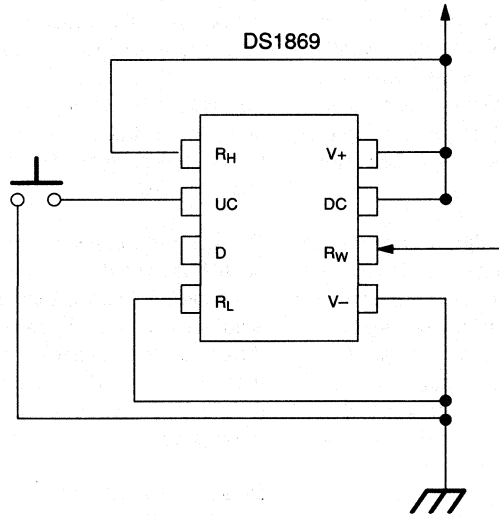 DS1869
RH V+
UC DC
D RW
RL V–